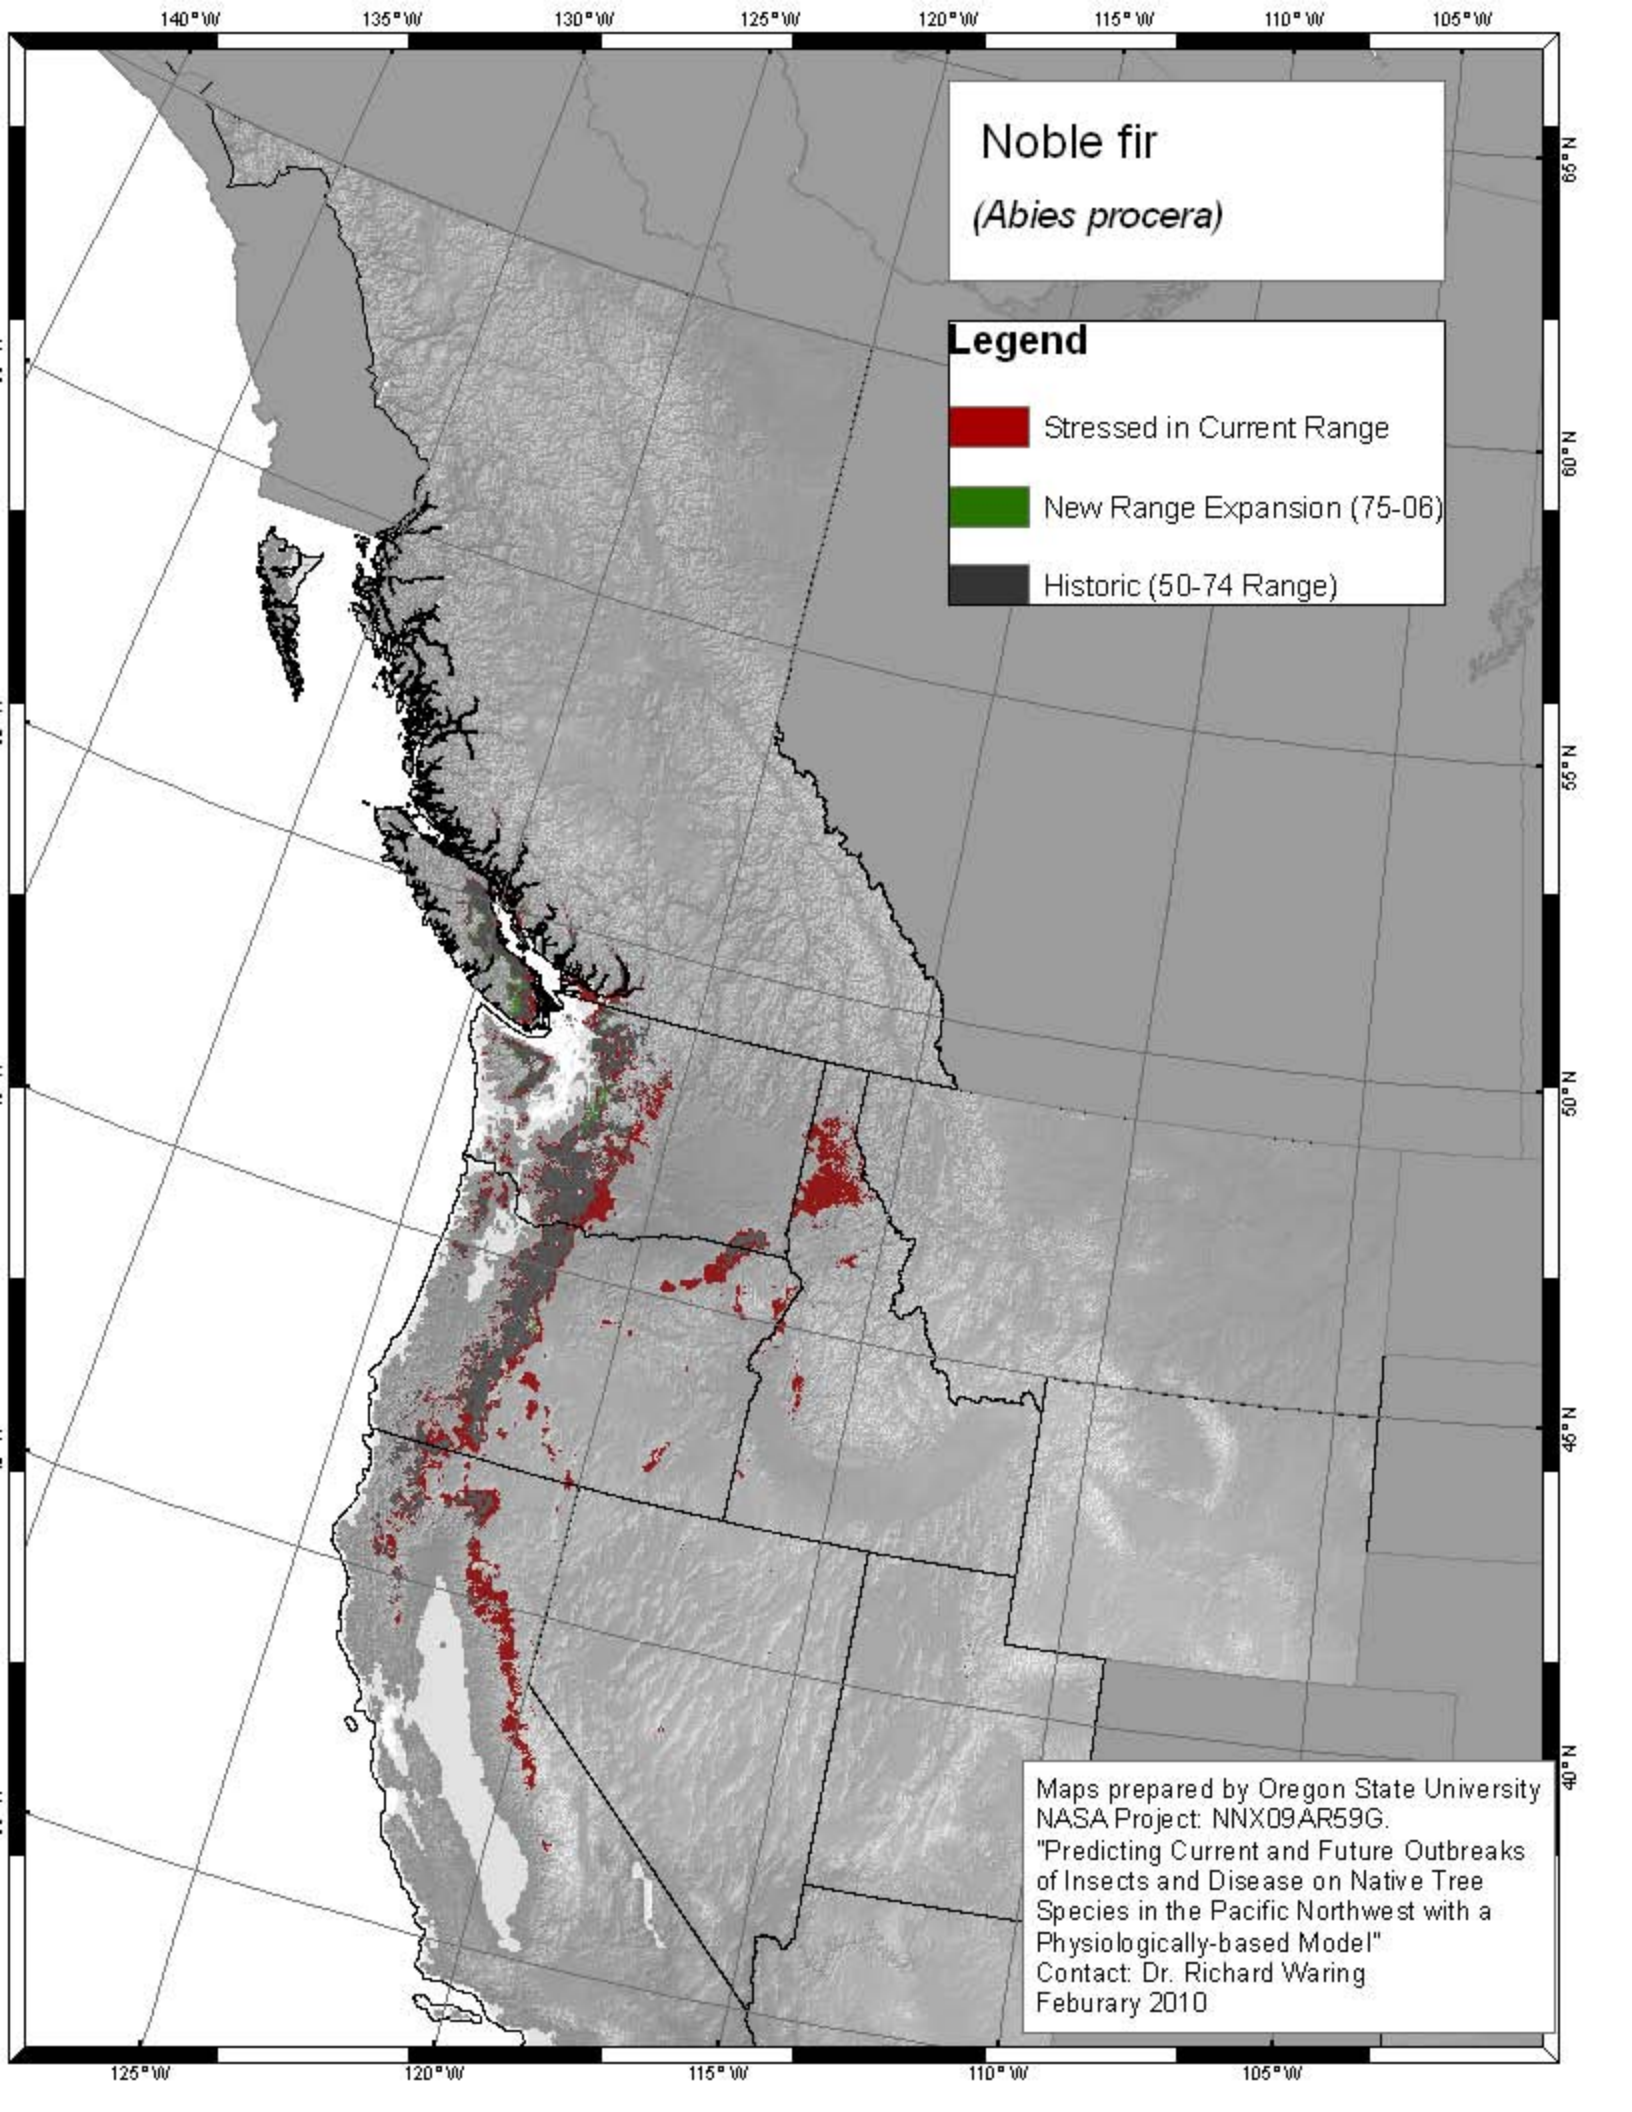 140°W 135°W 130°W 125°W 120°W 115°W 110°W 105°W
Noble fir
(Abies procera)
Legend
Stressed in Current Range
New Range Expansion (75-06)
Historic (50-74 Range)
65°N
60°N
55°N
50°N
45°N
40°N
Maps prepared by Oregon State University
NASA Project: NNX09AR59G.
"Predicting Current and Future Outbreaks
of Insects and Disease on Native Tree
Species in the Pacific Northwest with a
Physiologically-based Model"
Contact: Dr. Richard Waring
Feburary 2010
125°W 120°W 115°W 110°W 105°W